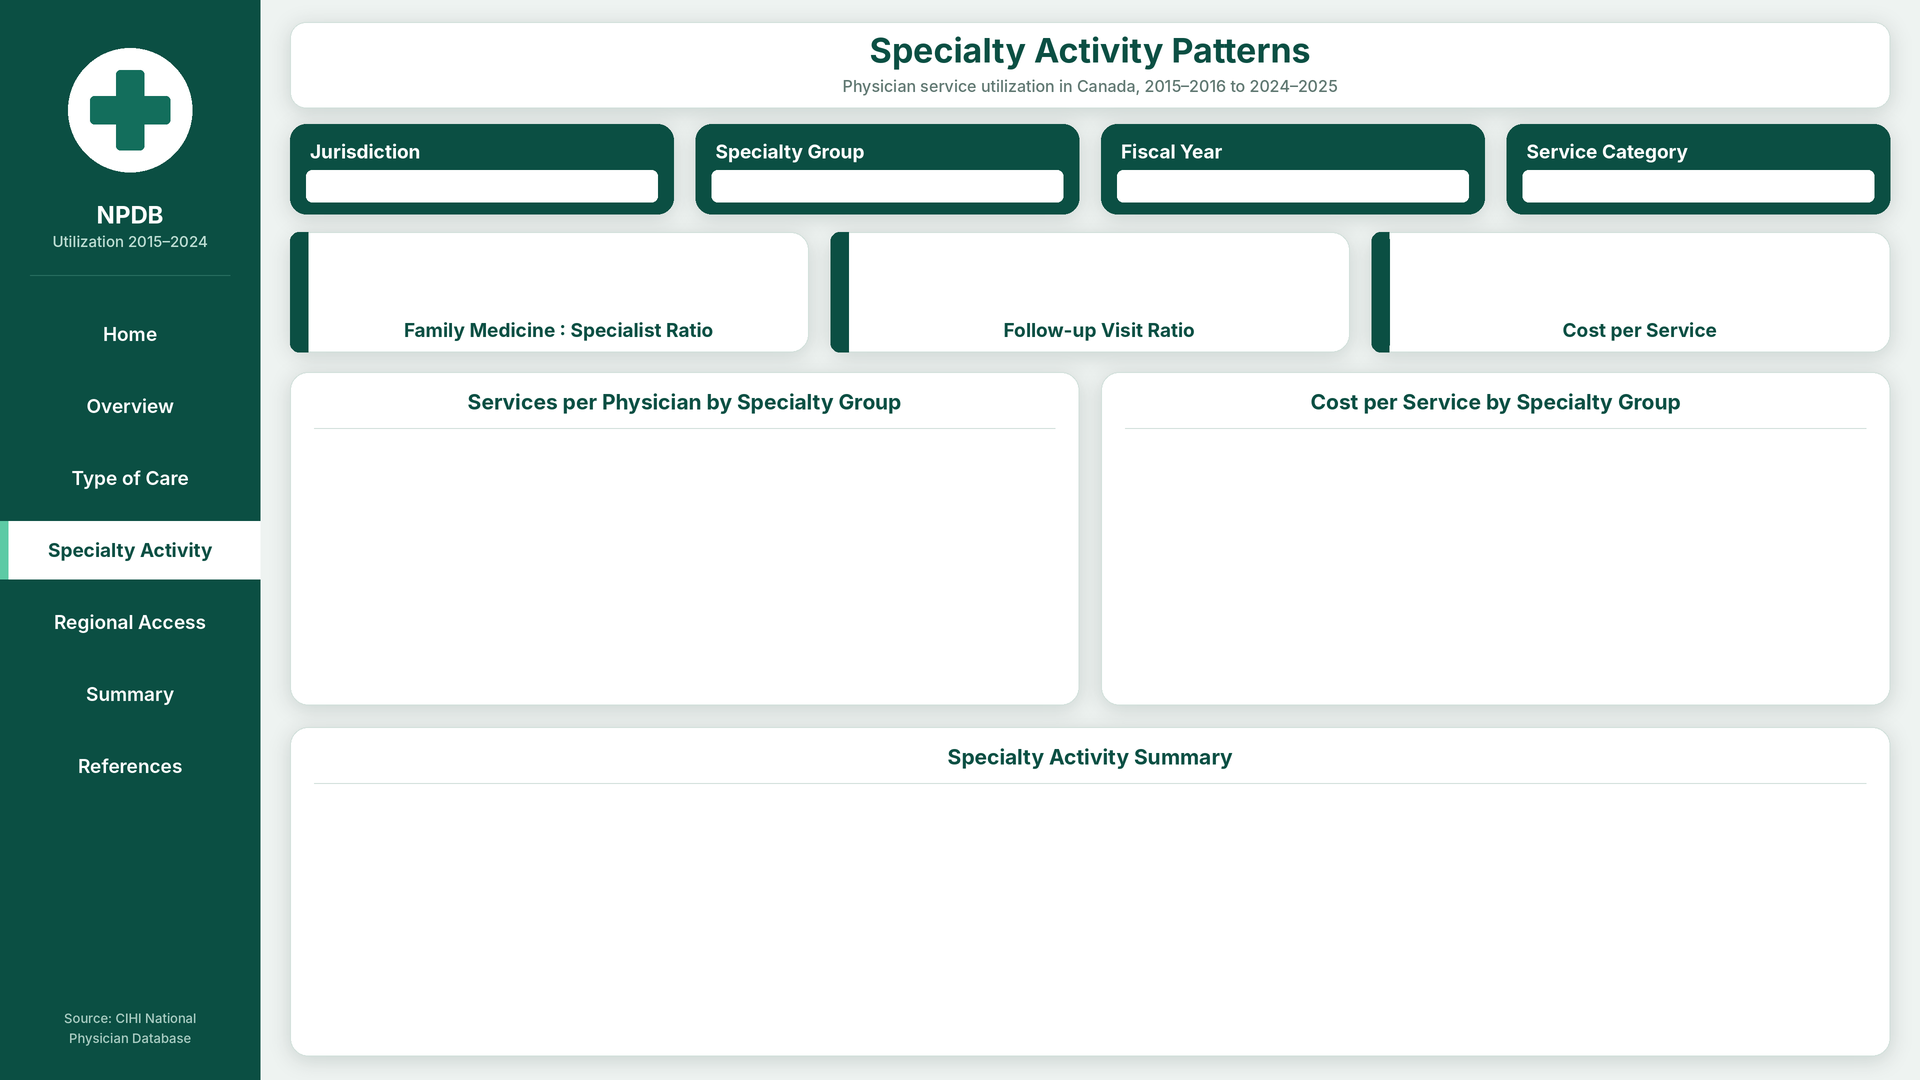 NPDB
Utilization 2015–2024
Home
Overview
Type of Care
Specialty Activity
Regional Access
Summary
References
Source: CIHI National
Physician Database
Specialty Activity Patterns
Physician service utilization in Canada, 2015–2016 to 2024–2025
Jurisdiction
Specialty Group
Fiscal Year
Service Category
Family Medicine : Specialist Ratio
Follow-up Visit Ratio
Cost per Service
Services per Physician by Specialty Group
Cost per Service by Specialty Group
Specialty Activity Summary